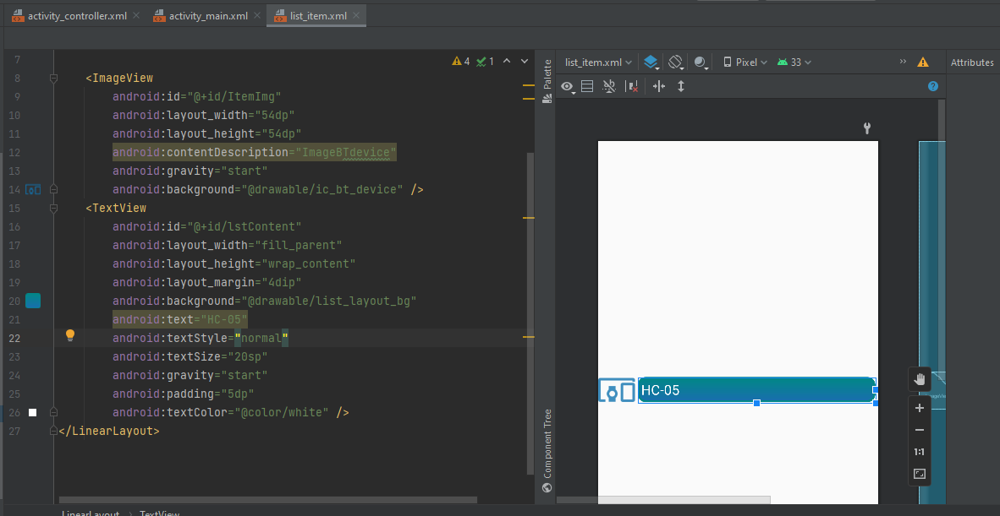 activity_controller.xml activity_main.xml list_item.xml
4 1
list_item.xml Pixel 33 Attributes
Palette
7
8 <ImageView
9 android:id="@+id/ItemImg"
10 android:layout_width="54dp"
11 android:layout_height="54dp"
12 android:contentDescription="ImageBTdevice"
13 android:gravity="start"
14 android:background="@drawable/ic_bt_device" />
15 <TextView
16 android:id="@+id/lstContent"
17 android:layout_width="fill_parent"
18 android:layout_height="wrap_content"
19 android:layout_margin="4dip"
20 android:background="@drawable/list_layout_bg"
21 android:text="HC-05"
22 android:textStyle="normal"
23 android:textSize="20sp"
24 android:gravity="start"
25 android:padding="5dp"
26 android:textColor="@color/white" />
27 </LinearLayout>
HC-05
1:1
Component Tree
LinearLayout TextView